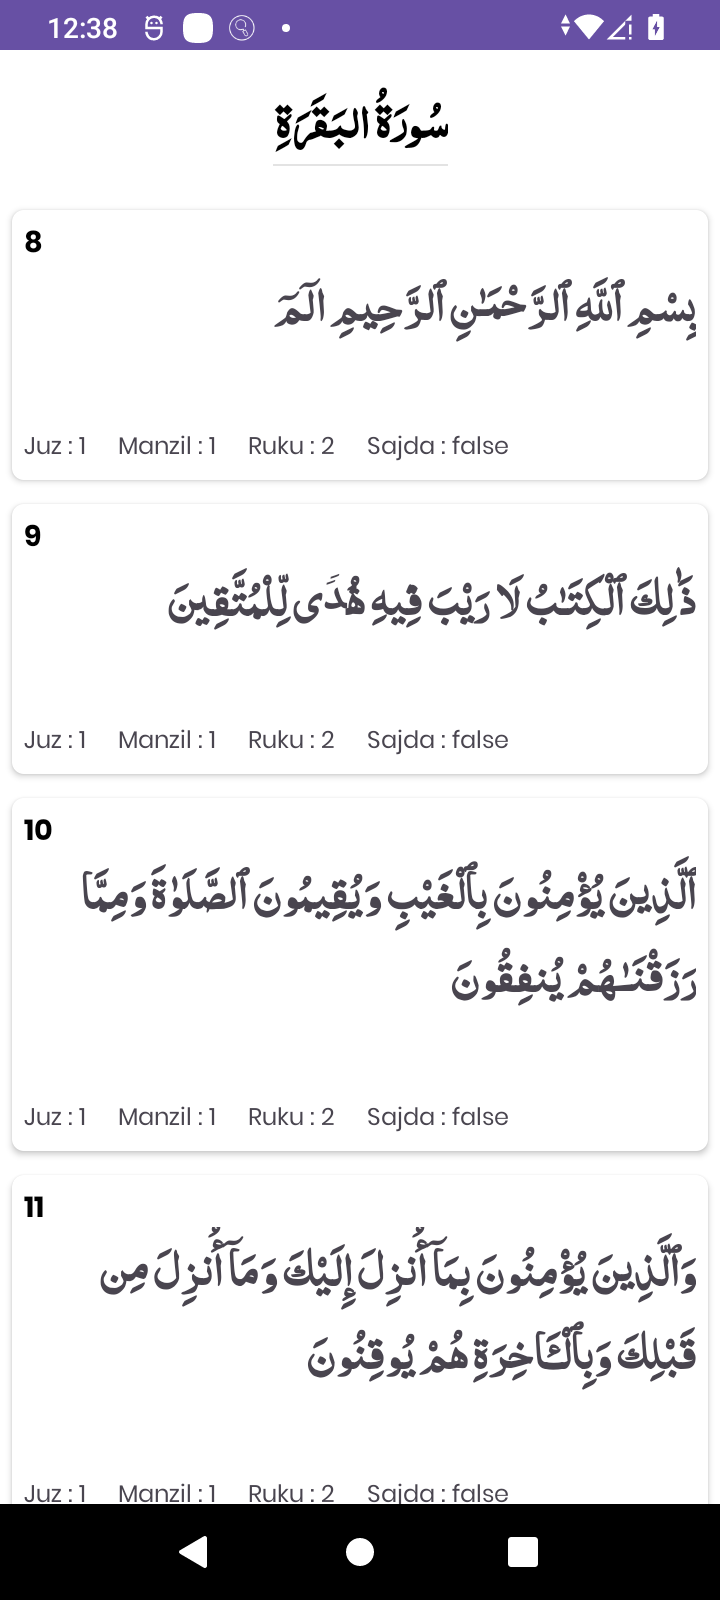 12:38
سُورَةُ البَقَرَةِ
8
بِسْمِ ٱللَّهِ ٱلرَّحْمَـٰنِ ٱلرَّحِيمِ الٓمٓ
Juz : 1 Manzil : 1 Ruku : 2 Sajda : false
9
ذَٰلِكَ ٱلْكِتَـٰبُ لَا رَيْبَ فِيهِ هُدًى لِّلْمُتَّقِينَ
Juz : 1 Manzil : 1 Ruku : 2 Sajda : false
10
ٱلَّذِينَ يُؤْمِنُونَ بِٱلْغَيْبِ وَيُقِيمُونَ ٱلصَّلَوٰةَ وَمِمَّا
رَزَقْنَـٰهُمْ يُنفِقُونَ
Juz : 1 Manzil : 1 Ruku : 2 Sajda : false
11
وَٱلَّذِينَ يُؤْمِنُونَ بِمَآ أُنزِلَ إِلَيْكَ وَمَآ أُنزِلَ مِن
قَبْلِكَ وَبِٱلْـَٔاخِرَةِ هُمْ يُوقِنُونَ
Juz : 1 Manzil : 1 Ruku : 2 Sajda : false